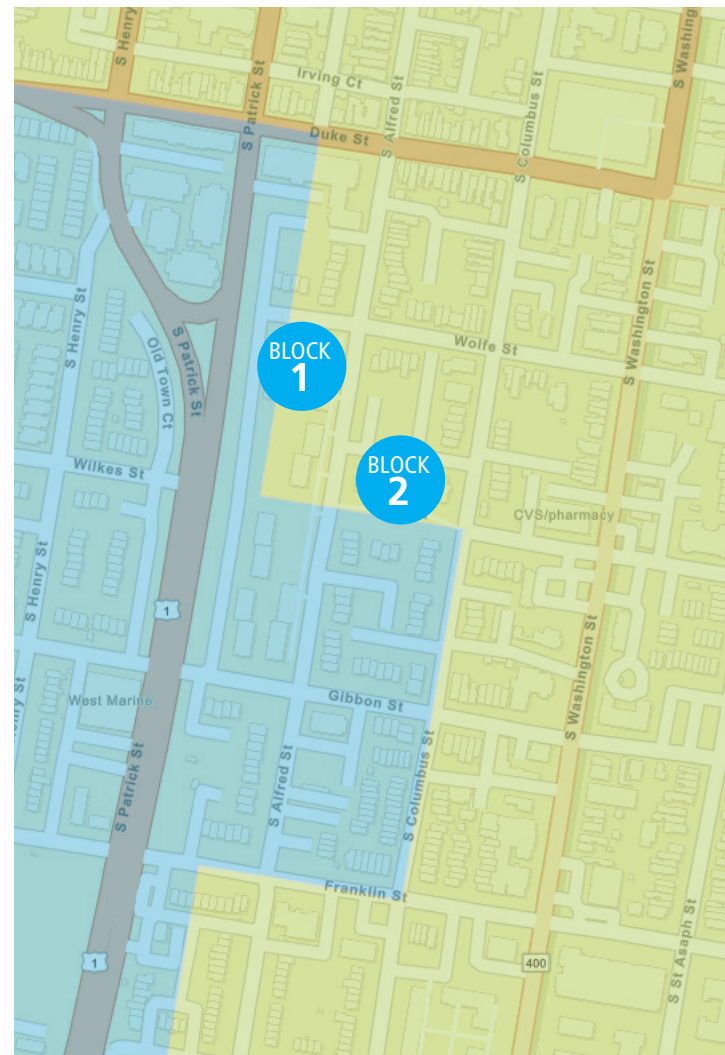 S Henry
S Patrick St
Irving Ct
S Alfred St
S Columbus St
S Washing
Duke St
S Henry St
Old Town Ct
S Patrick St
BLOCK
1
Wolfe St
S Washington St
Wilkes St
BLOCK
2
CVS/pharmacy
S Henry St
1
S Washington St
West Marine
Gibbon St
enry St
S Patrick St
S Alfred St
S Columbus St
Franklin St
S St Asaph St
1
400